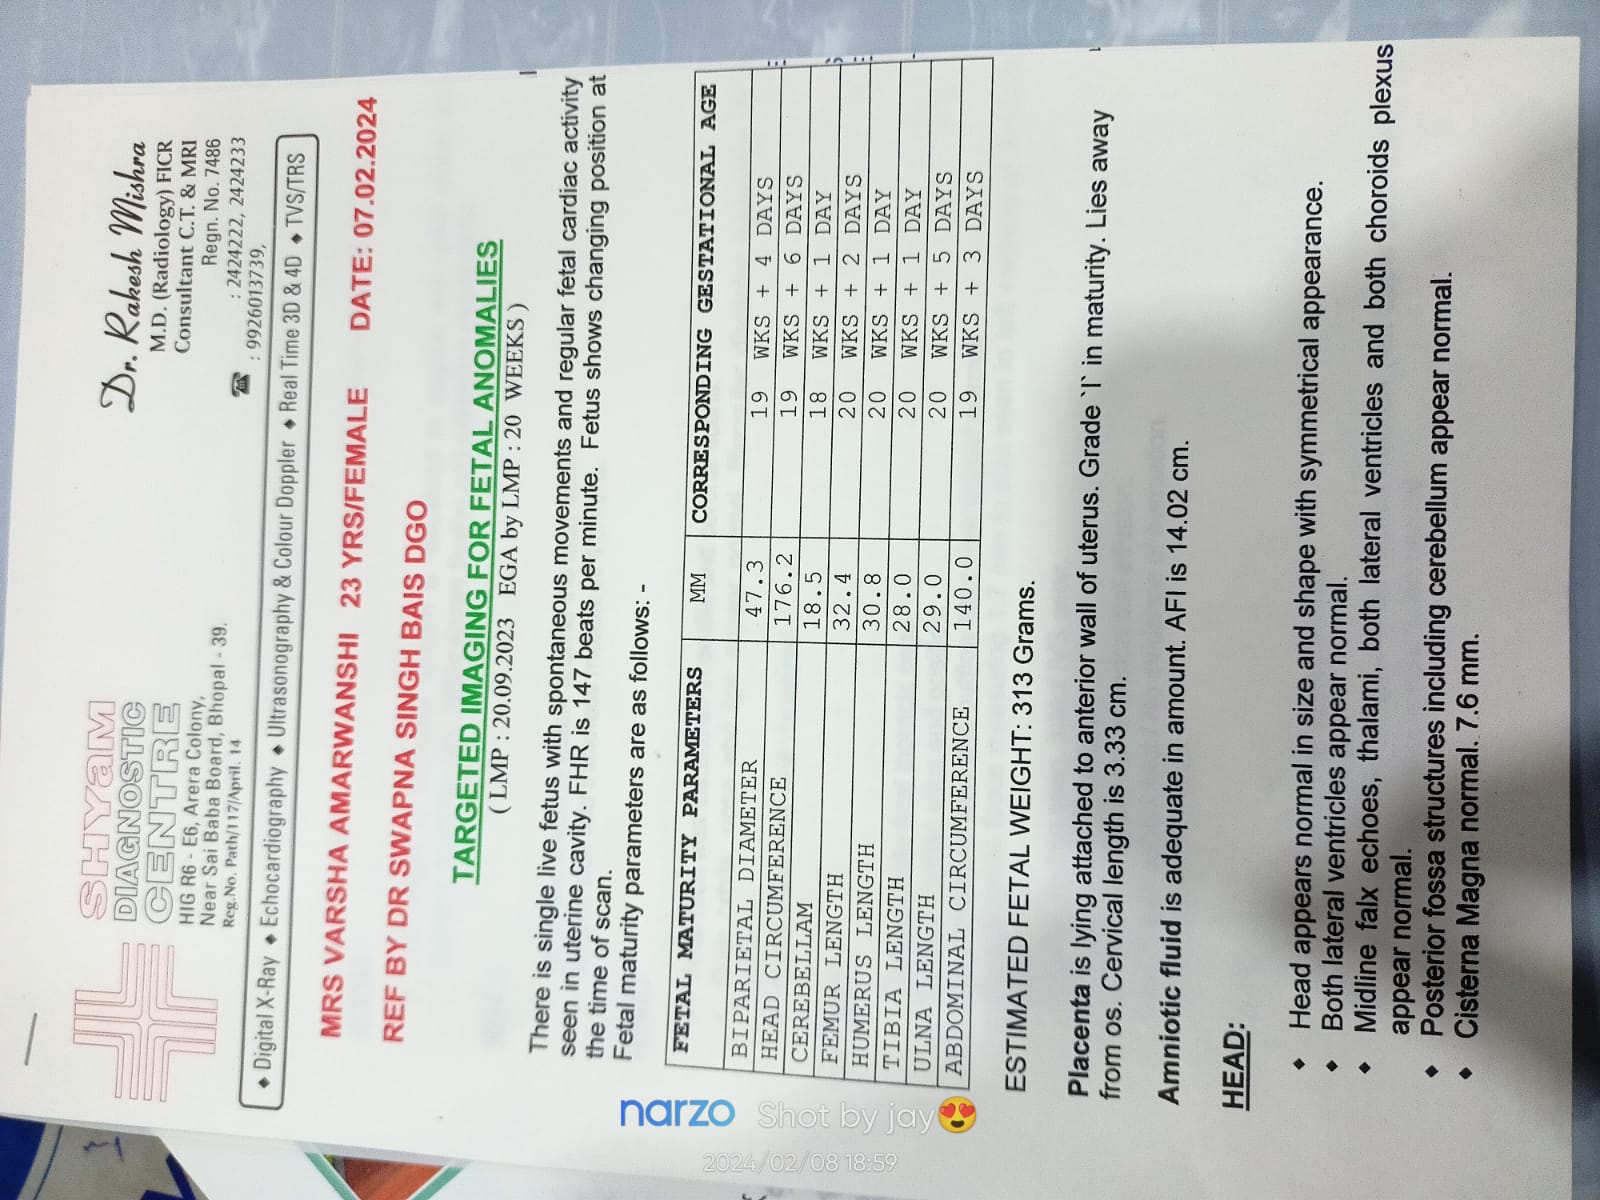 SHYaM
DIAGNOSTIC
CENTRE
HIG R6 - E6, Arera Colony,
Near Sai Baba Board, Bhopal - 39.
Reg.No. Path/117/April. 14
Dr. Rakesh Mishra
M.D. (Radiology) FICR
Consultant C.T. & MRI
Regn. No. 7486
☎ : 2424222, 2424233
: 9926013739,
◆ Digital X-Ray ◆ Echocardiography ◆ Ultrasonography & Colour Doppler ◆ Real Time 3D & 4D ◆ TVS/TRS
MRS VARSHA AMARWANSHI 23 YRS/FEMALE DATE: 07.02.2024
REF BY DR SWAPNA SINGH BAIS DGO
TARGETED IMAGING FOR FETAL ANOMALIES
( LMP : 20.09.2023 EGA by LMP : 20 WEEKS )
There is single live fetus with spontaneous movements and regular fetal cardiac activity
seen in uterine cavity. FHR is 147 beats per minute. Fetus shows changing position at
the time of scan.
Fetal maturity parameters are as follows: -
FETAL MATURITY PARAMETERS MM CORRESPONDING GESTATIONAL AGE
BIPARIETAL DIAMETER 47.3 19 WKS + 4 DAYS
HEAD CIRCUMFERENCE 176.2 19 WKS + 6 DAYS
CEREBELLAM 18.5 18 WKS + 1 DAY
FEMUR LENGTH 32.4 20 WKS + 2 DAYS
HUMERUS LENGTH 30.8 20 WKS + 1 DAY
TIBIA LENGTH 28.0 20 WKS + 1 DAY
ULNA LENGTH 29.0 20 WKS + 5 DAYS
ABDOMINAL CIRCUMFERENCE 140.0 19 WKS + 3 DAYS
ESTIMATED FETAL WEIGHT: 313 Grams.
Placenta is lying attached to anterior wall of uterus. Grade `I` in maturity. Lies away
from os. Cervical length is 3.33 cm.
Amniotic fluid is adequate in amount. AFI is 14.02 cm.
HEAD:
◆ Head appears normal in size and shape with symmetrical appearance.
◆ Both lateral ventricles appear normal.
◆ Midline falx echoes, thalami, both lateral ventricles and both choroids plexus
appear normal.
◆ Posterior fossa structures including cerebellum appear normal.
◆ Cisterna Magna normal. 7.6 mm.
narzo Shot by jay😍
2024/02/08 18:59